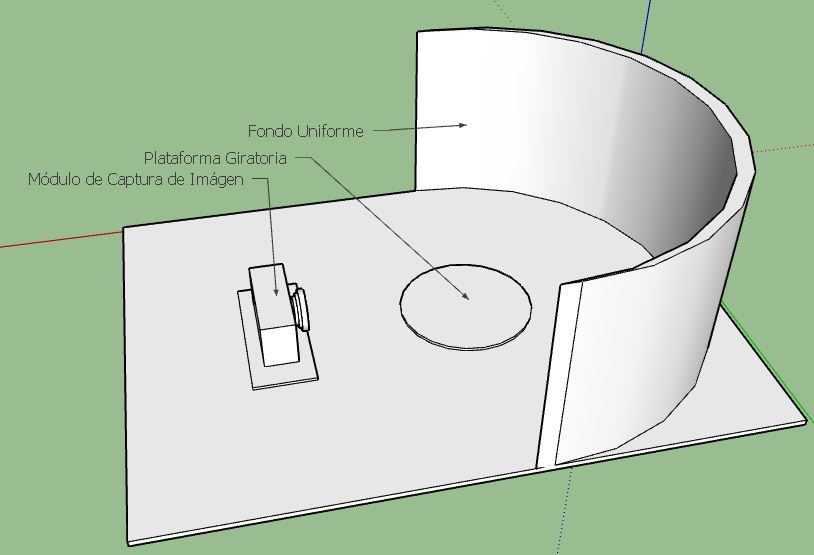 Fondo Uniforme
Plataforma Giratoria
Módulo de Captura de Imágen